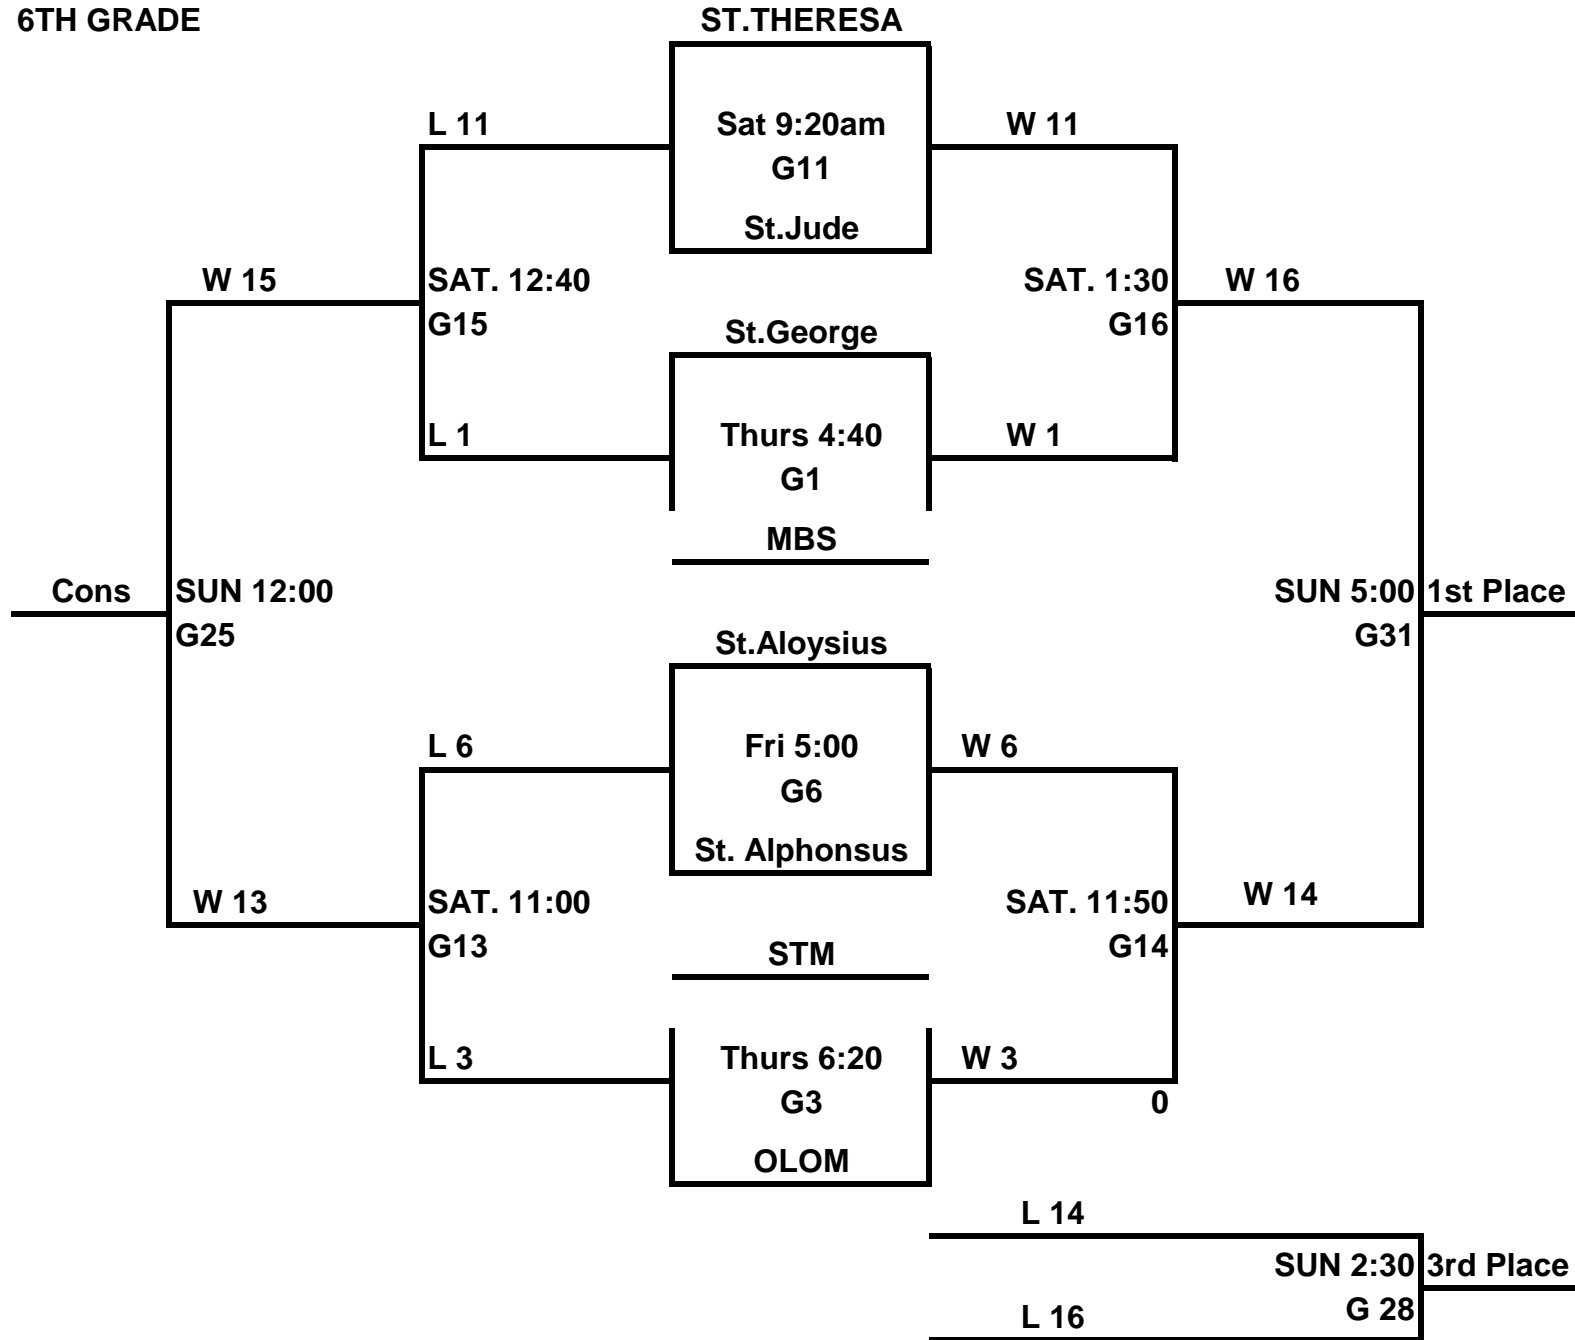 6TH GRADE
ST.THERESA
L 11
Sat 9:20am
W 11
G11
St.Jude
W 15
SAT. 12:40
SAT. 1:30
W 16
G15
G16
St.George
L 1
Thurs 4:40
W 1
G1
MBS
Cons
SUN 12:00
SUN 5:00
1st Place
G25
G31
St.Aloysius
L 6
Fri 5:00
W 6
G6
St. Alphonsus
W 13
SAT. 11:00
SAT. 11:50
W 14
G13
G14
STM
L 3
Thurs 6:20
W 3
G3
0
OLOM
L 14
SUN 2:30
3rd Place
G 28
L 16